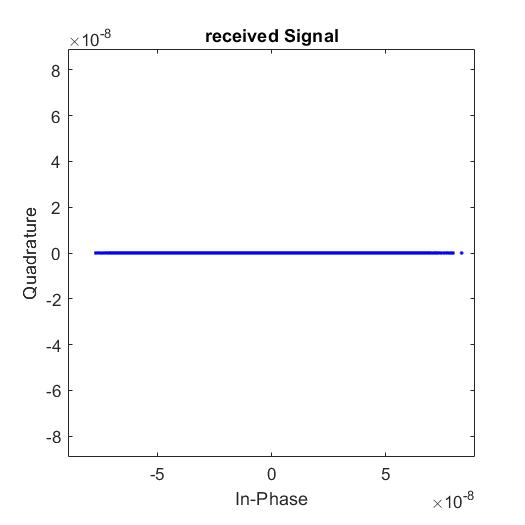 received Signal
×10-8
8
6
4
2
0
-2
-4
-6
-8
Quadrature
-5 0 5
In-Phase
×10-8